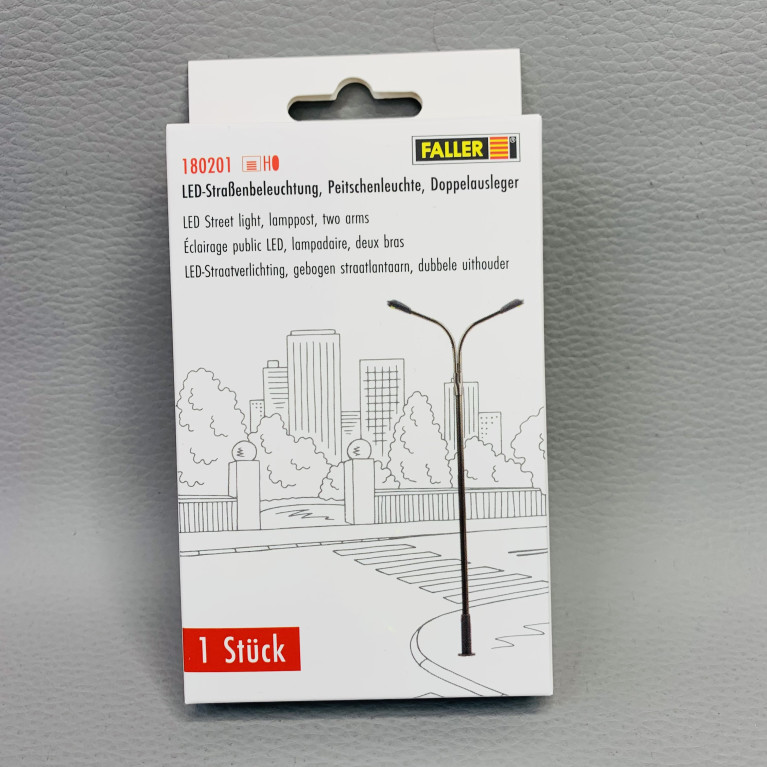 FALLER
180201 H0
LED-Straßenbeleuchtung, Peitschenleuchte, Doppelausleger
LED Street light, lamppost, two arms
Éclairage public LED, lampadaire, deux bras
LED-Straatverlichting, gebogen straatlantaarn, dubbele uithouder
1 Stück